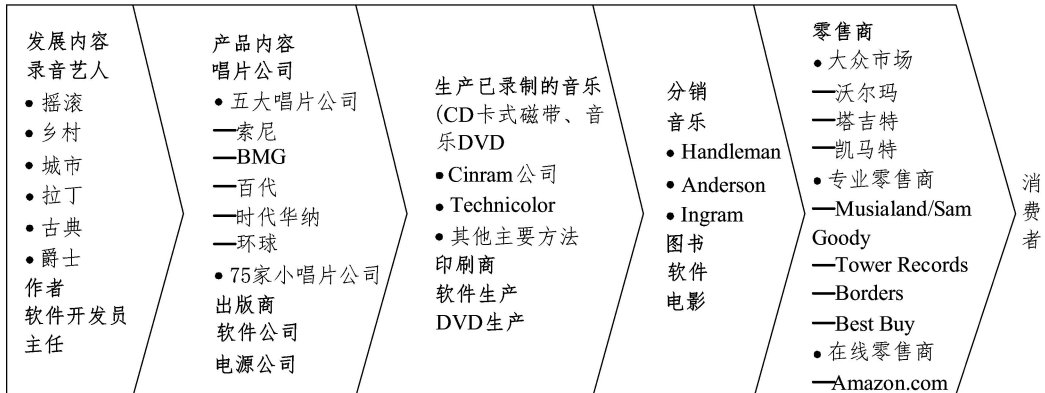 发展内容
录音艺人
• 摇滚
• 乡村
• 城市
• 拉丁
• 古典
• 爵士
作者
软件开发员
主任
产品内容
唱片公司
• 五大唱片公司
—索尼
—BMG
—百代
—时代华纳
—环球
• 75家小唱片公司
出版商
软件公司
电源公司
生产已录制的音乐
(CD卡式磁带、音
乐DVD
• Cinram公司
• Technicolor
• 其他主要方法
印刷商
软件生产
DVD生产
分销
音乐
• Handleman
• Anderson
• Ingram
图书
软件
电影
零售商
• 大众市场
—沃尔玛
—塔吉特
—凯马特
• 专业零售商
—Musialand/Sam
Goody
—Tower Records
—Borders
—Best Buy
• 在线零售商
—Amazon.com
消
费
者